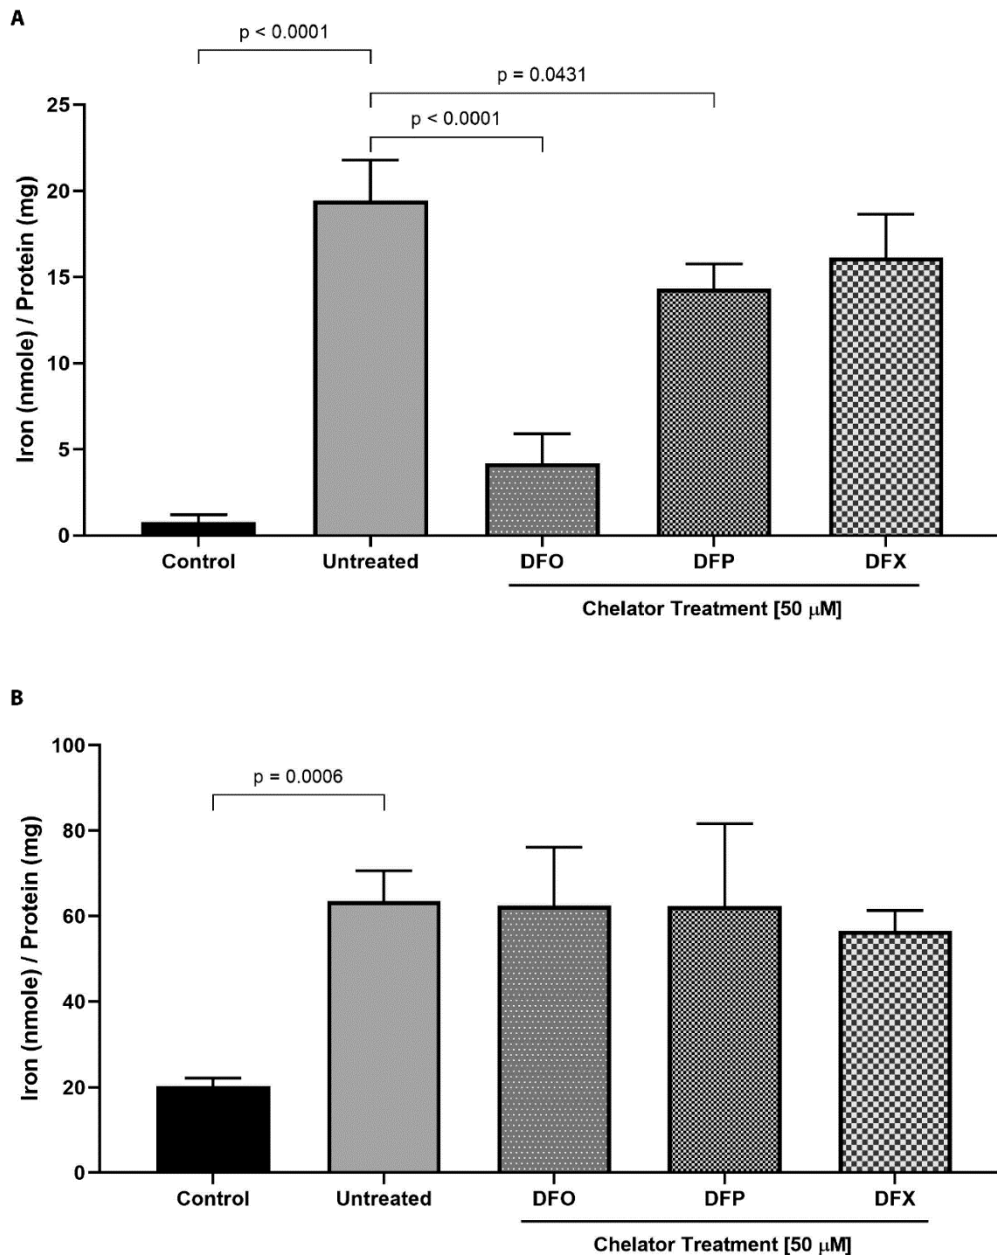 A
p < 0.0001
p = 0.0431
p < 0.0001
25
20
15
10
5
0
Iron (nmole) / Protein (mg)
Control Untreated DFO DFP DFX
Chelator Treatment [50 µM]
B
p = 0.0006
100
80
60
40
20
0
Iron (nmole) / Protein (mg)
Control Untreated DFO DFP DFX
Chelator Treatment [50 µM]